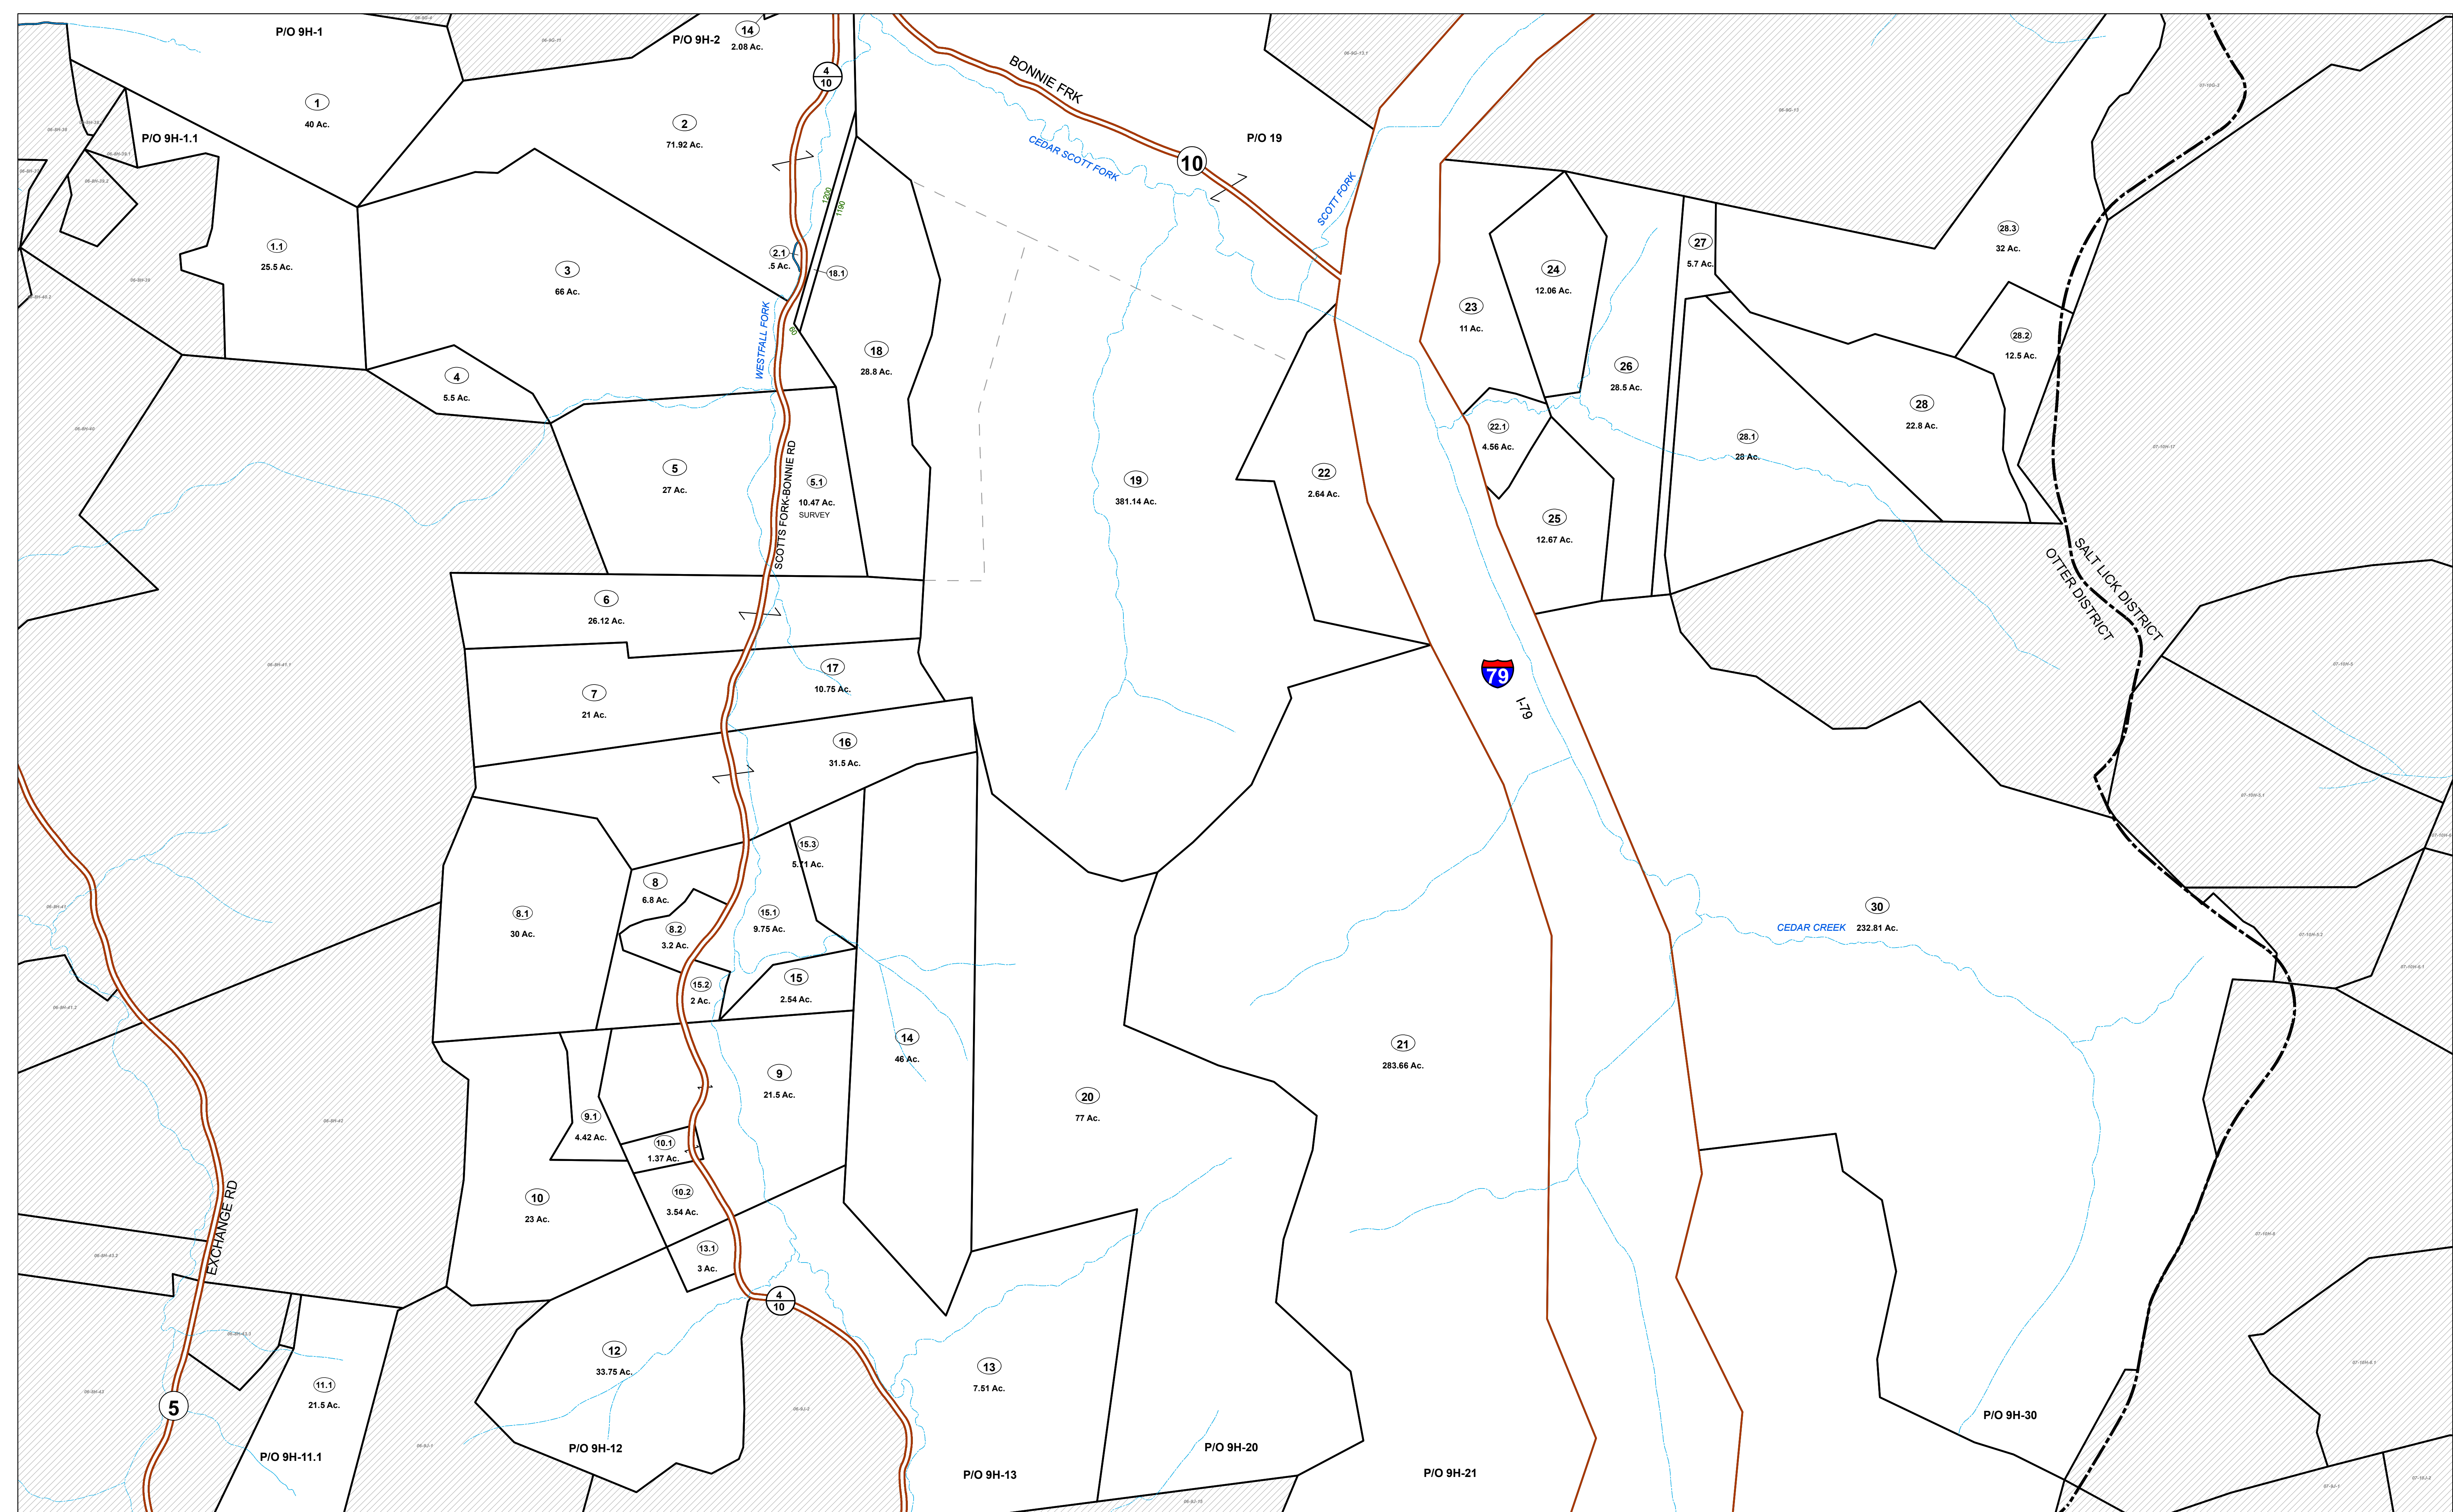 P/O 9H-1
P/O 9H-2
14
2.08 Ac.
4
10
BONNIE FRK
1
40 Ac.
2
71.92 Ac.
P/O 9H-1.1
P/O 19
10
CEDAR SCOTT FORK
SCOTT FORK
1200
1190
1.1
25.5 Ac.
3
66 Ac.
2.1
.5 Ac.
18.1
60
WESTFALL FORK
18
28.8 Ac.
23
11 Ac.
24
12.06 Ac.
27
5.7 Ac.
28.3
32 Ac.
28.2
12.5 Ac.
26
28.5 Ac.
4
5.5 Ac.
28
22.8 Ac.
22.1
4.56 Ac.
28.1
28 Ac.
5
27 Ac.
5.1
10.47 Ac.
SURVEY
SCOTTS FORK-BONNIE RD
19
381.14 Ac.
22
2.64 Ac.
25
12.67 Ac.
SALT LICK DISTRICT
OTTER DISTRICT
6
26.12 Ac.
17
10.75 Ac.
7
21 Ac.
79
I-79
16
31.5 Ac.
15.3
5.71 Ac.
8
6.8 Ac.
8.1
30 Ac.
8.2
3.2 Ac.
15.1
9.75 Ac.
30
CEDAR CREEK
232.81 Ac.
15.2
2 Ac.
15
2.54 Ac.
14
46 Ac.
21
283.66 Ac.
9
21.5 Ac.
20
77 Ac.
9.1
4.42 Ac.
10.1
1.37 Ac.
10
23 Ac.
10.2
3.54 Ac.
EXCHANGE RD
13.1
3 Ac.
4
10
12
33.75 Ac.
13
7.51 Ac.
11.1
21.5 Ac.
5
P/O 9H-30
P/O 9H-11.1
P/O 9H-12
P/O 9H-20
P/O 9H-13
P/O 9H-21